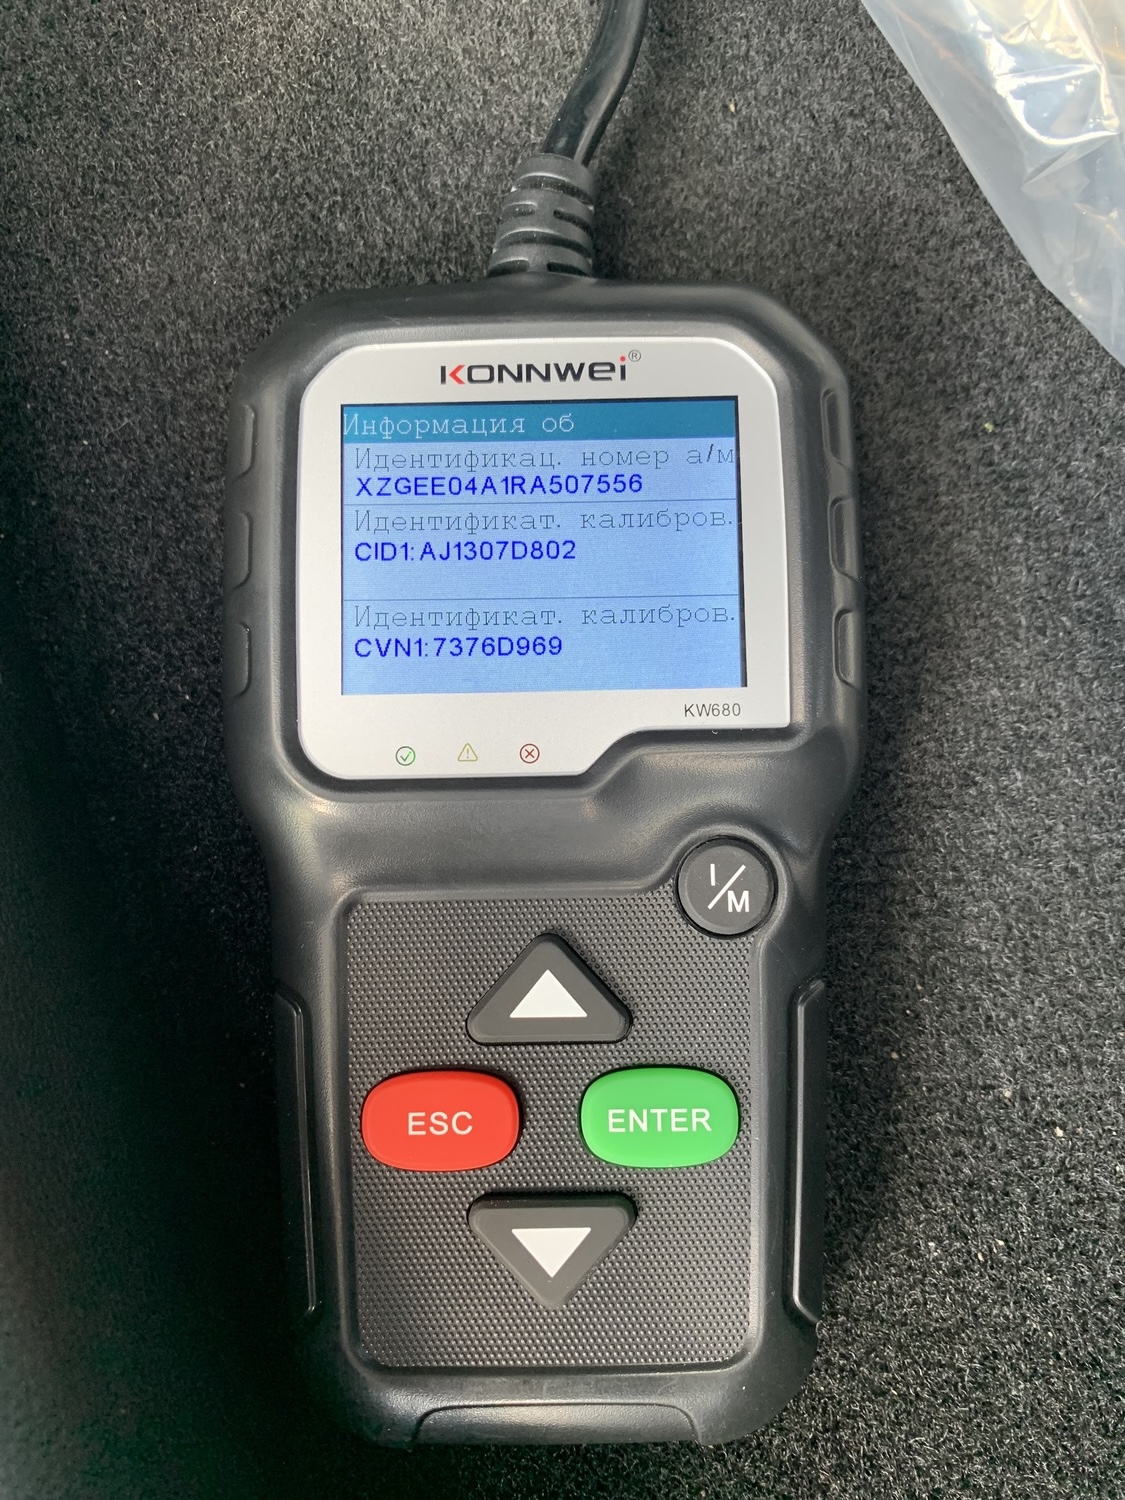 KONNWEI®
Информация об
Идентификац. номер а/м
XZGEE04A1RA507556
Идентификат. калибров.
CID1:AJ1307D802
Идентификат. калибров.
CVN1:7376D969
KW680
I/M
ESC
ENTER